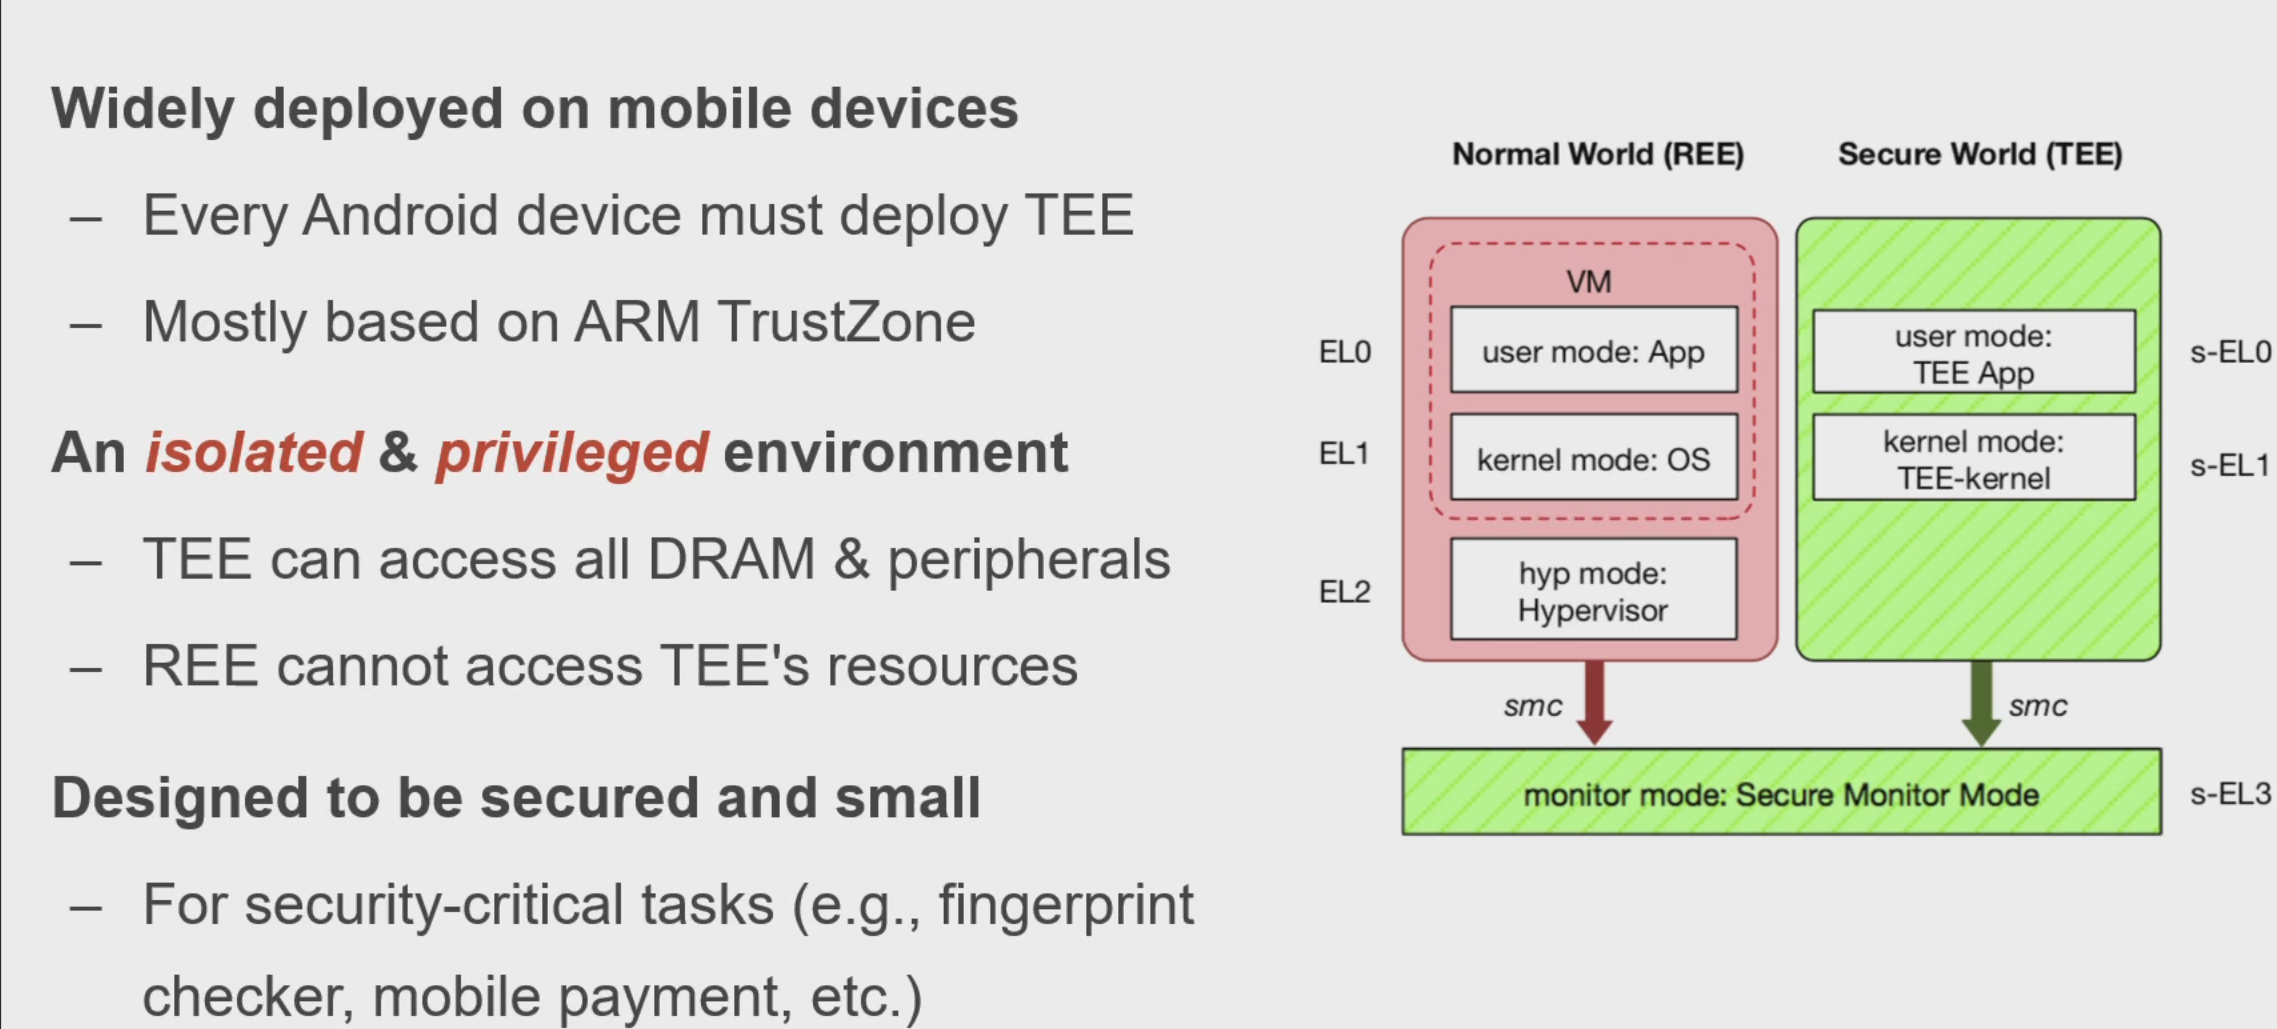 Widely deployed on mobile devices
– Every Android device must deploy TEE
– Mostly based on ARM TrustZone
An isolated & privileged environment
– TEE can access all DRAM & peripherals
– REE cannot access TEE's resources
Designed to be secured and small
– For security-critical tasks (e.g., fingerprint
checker, mobile payment, etc.)
Normal World (REE)
Secure World (TEE)
VM
EL0
user mode: App
user mode:
TEE App
s-EL0
EL1
kernel mode: OS
kernel mode:
TEE-kernel
s-EL1
EL2
hyp mode:
Hypervisor
smc
smc
monitor mode: Secure Monitor Mode
s-EL3